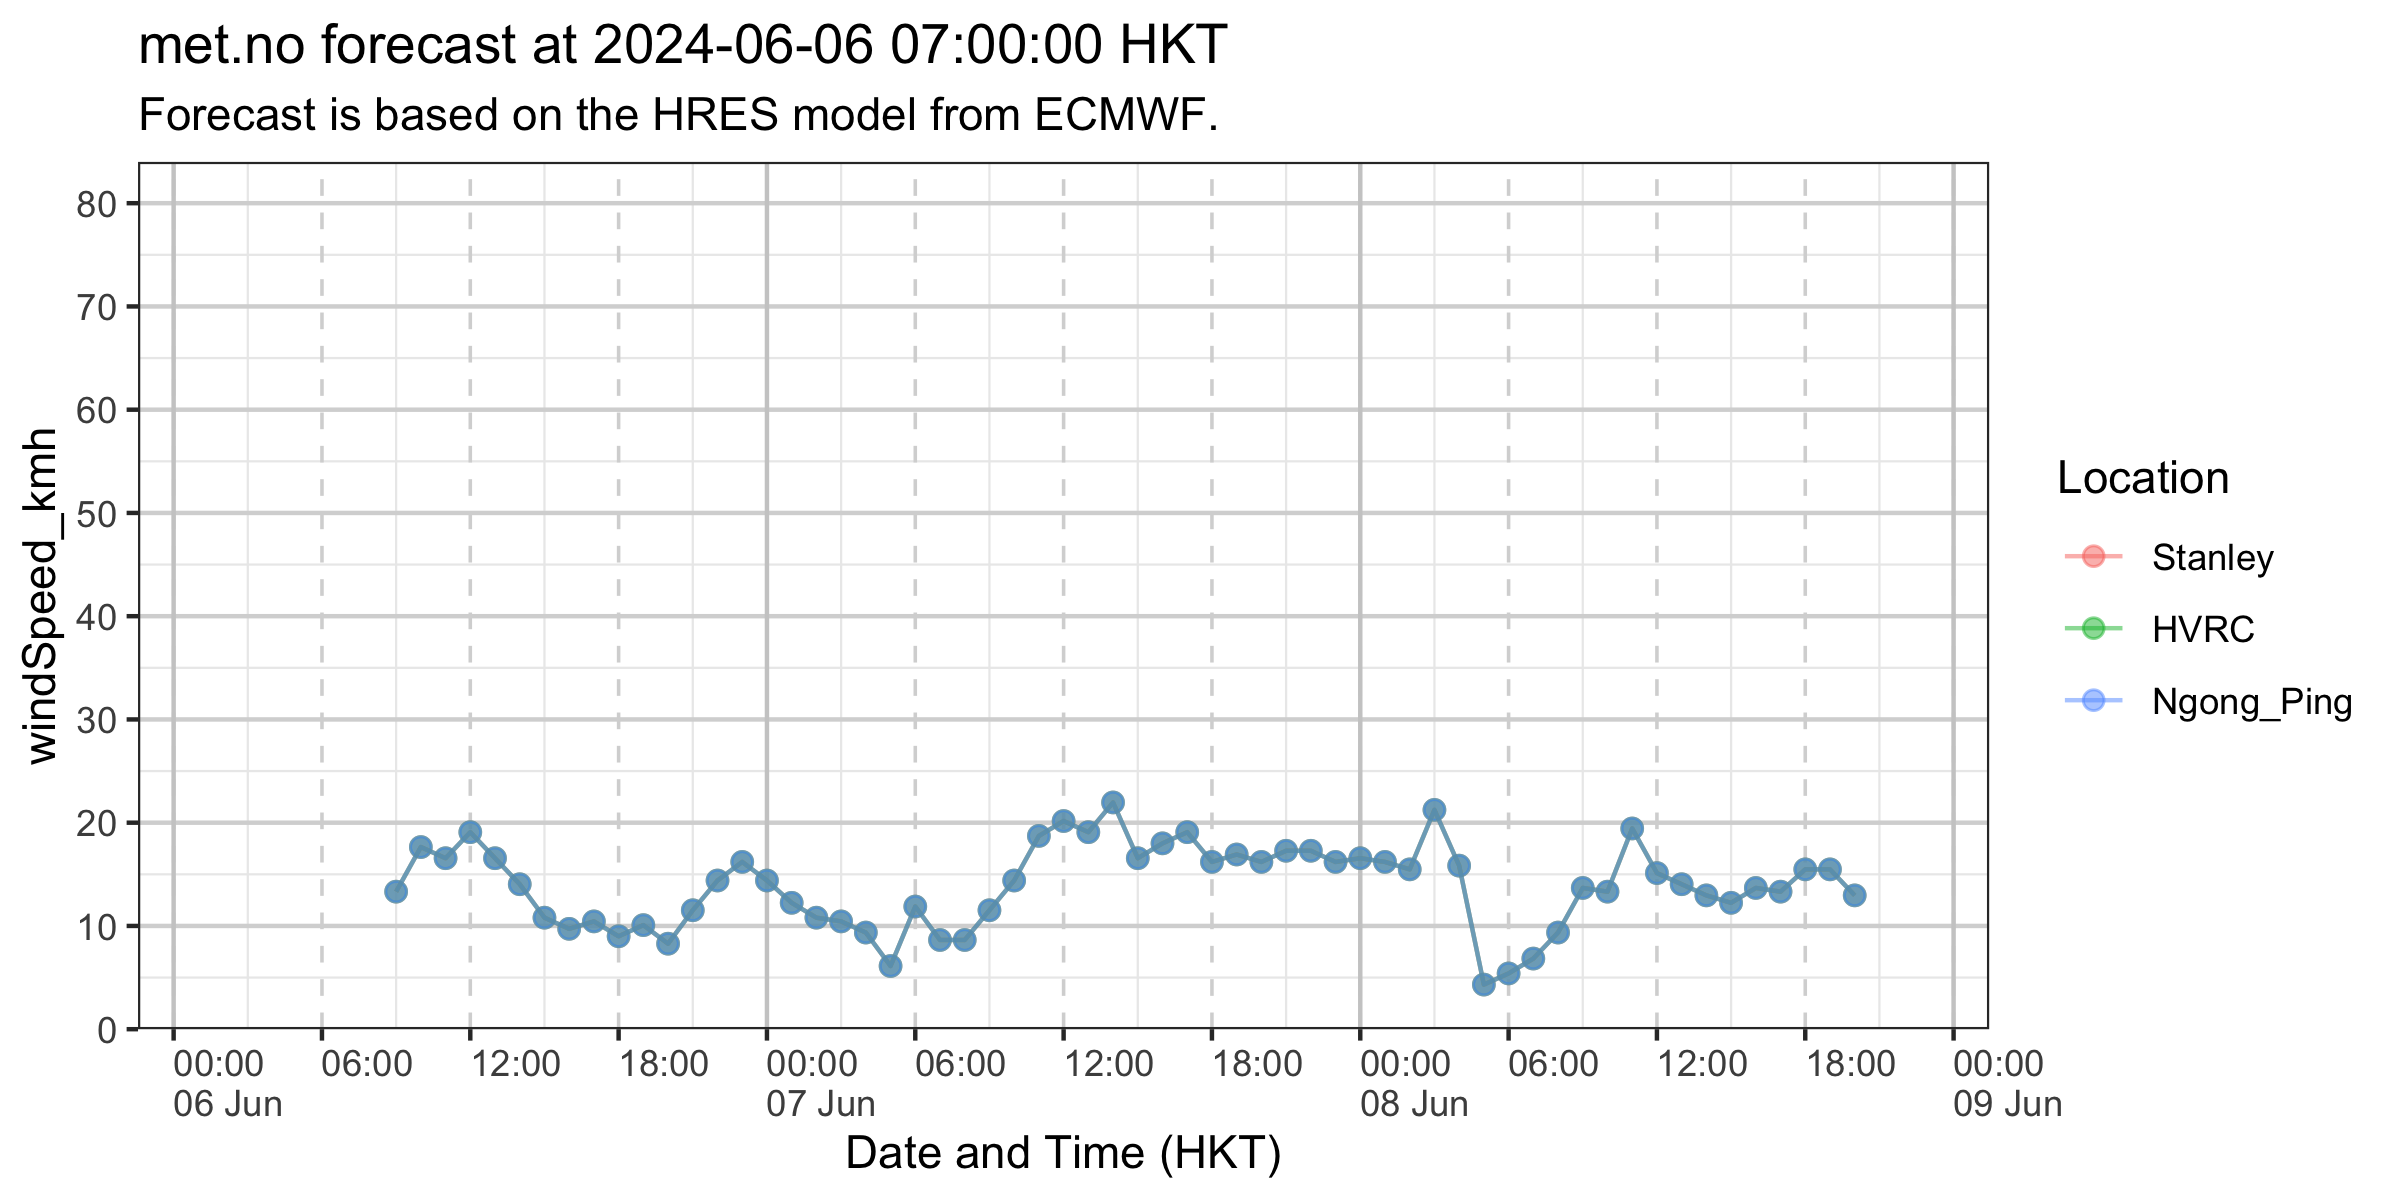 met.no forecast at 2024-06-06 07:00:00 HKT
Forecast is based on the HRES model from ECMWF.
windSpeed_kmh
80
70
60
50
40
30
20
10
0
00:00 06:00 12:00 18:00 00:00 06:00 12:00 18:00 00:00 06:00 12:00 18:00 00:00
06 Jun 07 Jun 08 Jun 09 Jun
Date and Time (HKT)
Location
Stanley
HVRC
Ngong_Ping